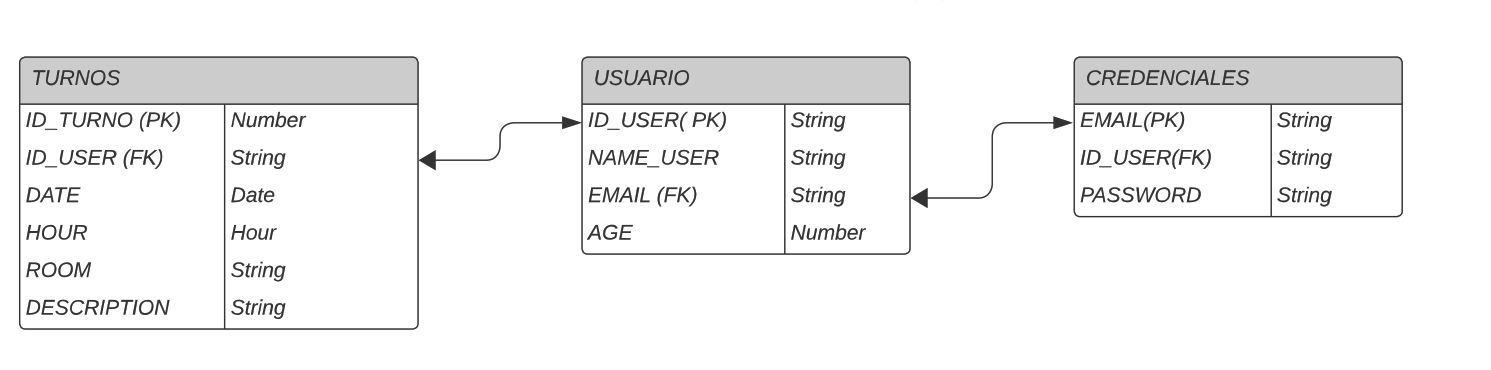 TURNOS
ID_TURNO (PK) Number
ID_USER (FK) String
DATE Date
HOUR Hour
ROOM String
DESCRIPTION String
USUARIO
ID_USER( PK) String
NAME_USER String
EMAIL (FK) String
AGE Number
CREDENCIALES
EMAIL(PK) String
ID_USER(FK) String
PASSWORD String